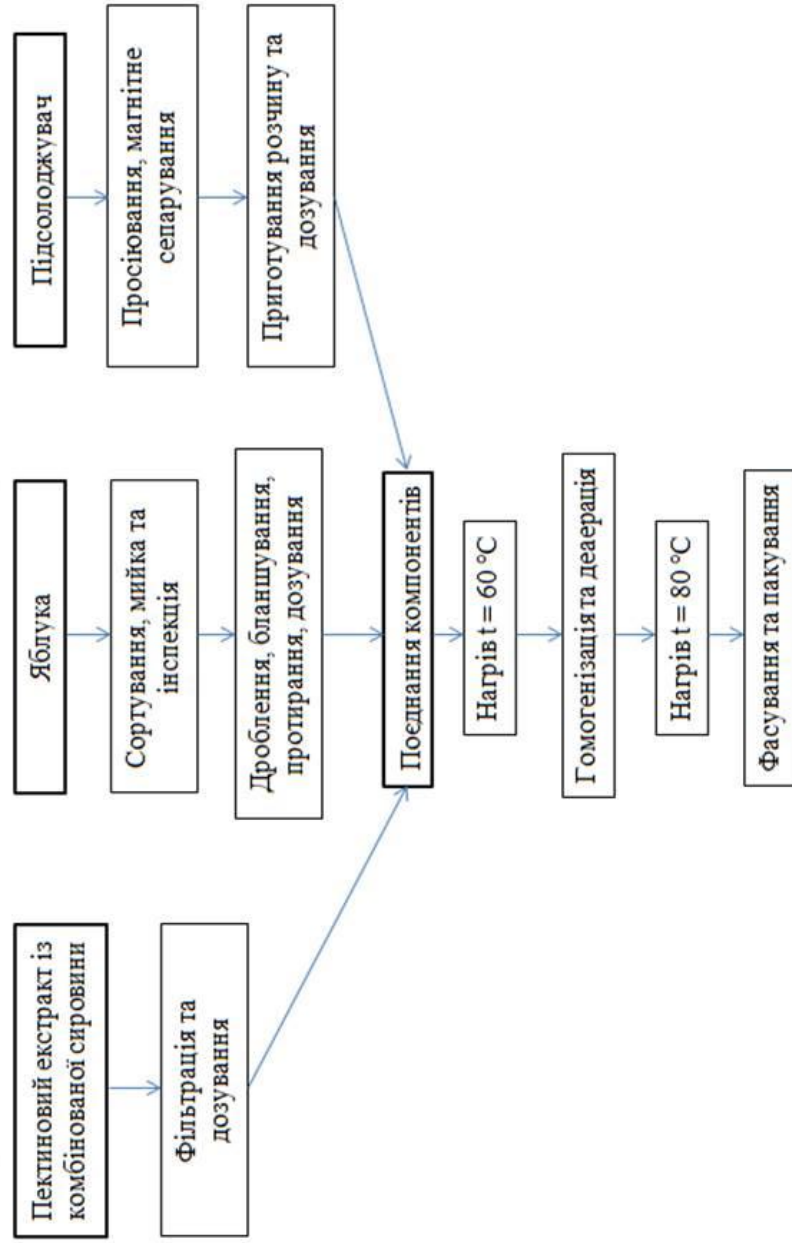 Пектиновий екстракт із
комбінованої сировини
Фільтрація та
дозування
Яблука
Сортування, мийка та
інспекція
Дроблення, бланшування,
протирання, дозування
Підсолоджувач
Просіювання, магнітне
сепарування
Приготування розчину та
дозування
Поєднання компонентів
Нагрів t = 60 °С
Гомогенізація та деаерація
Нагрів t = 80 °С
Фасування та пакування